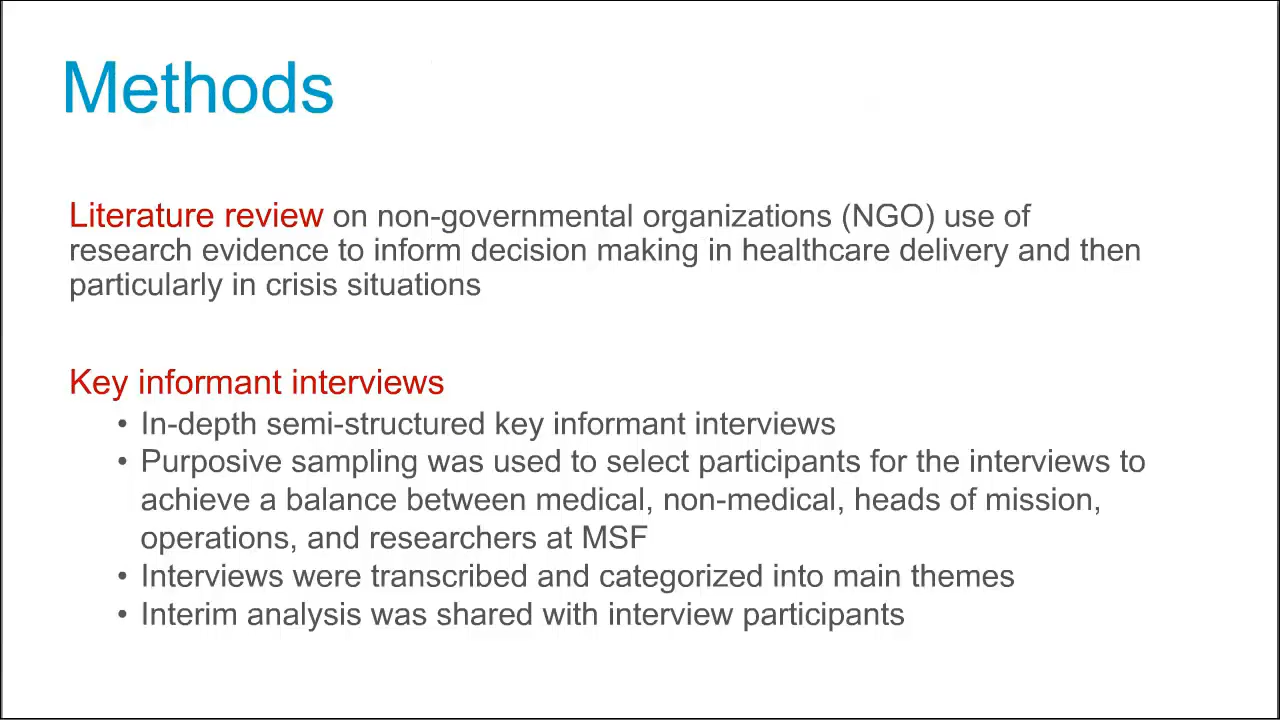 Methods
Literature review on non-governmental organizations (NGO) use of
research evidence to inform decision making in healthcare delivery and then
particularly in crisis situations
Key informant interviews
• In-depth semi-structured key informant interviews
• Purposive sampling was used to select participants for the interviews to
achieve a balance between medical, non-medical, heads of mission,
operations, and researchers at MSF
• Interviews were transcribed and categorized into main themes
• Interim analysis was shared with interview participants